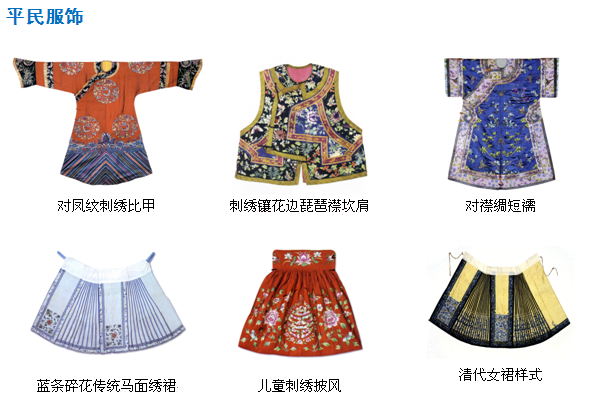 平民服饰
对凤纹刺绣比甲
刺绣镶花边琵琶襟坎肩
对襟绸短襦
蓝条碎花传统马面绣裙
儿童刺绣披风
清代女裙样式